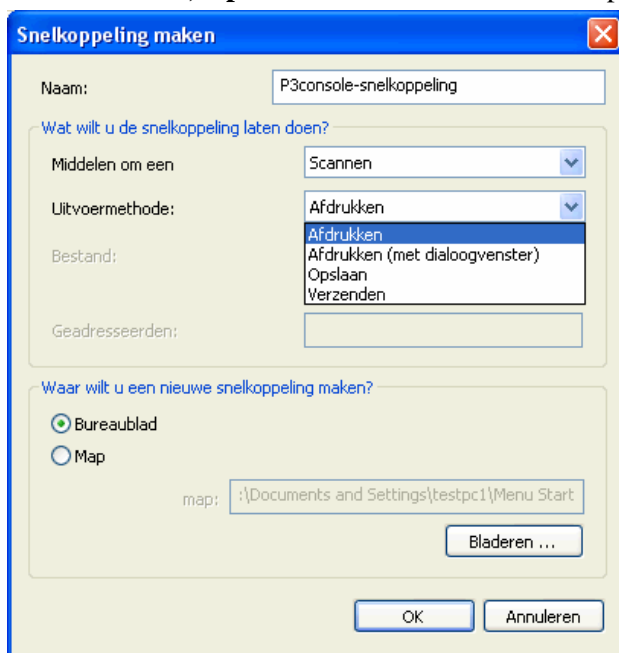 Snelkoppeling maken
Naam: P3console-snelkoppeling
Wat wilt u de snelkoppeling laten doen?
Middelen om een Scannen
Uitvoermethode: Afdrukken
Afdrukken
Bestand: Afdrukken (met dialoogvenster)
Opslaan
Verzenden
Geadresseerden:
Waar wilt u een nieuwe snelkoppeling maken?
Bureaublad
Map
map: :\Documents and Settings\testpc1\Menu Start
Bladeren ...
OK Annuleren